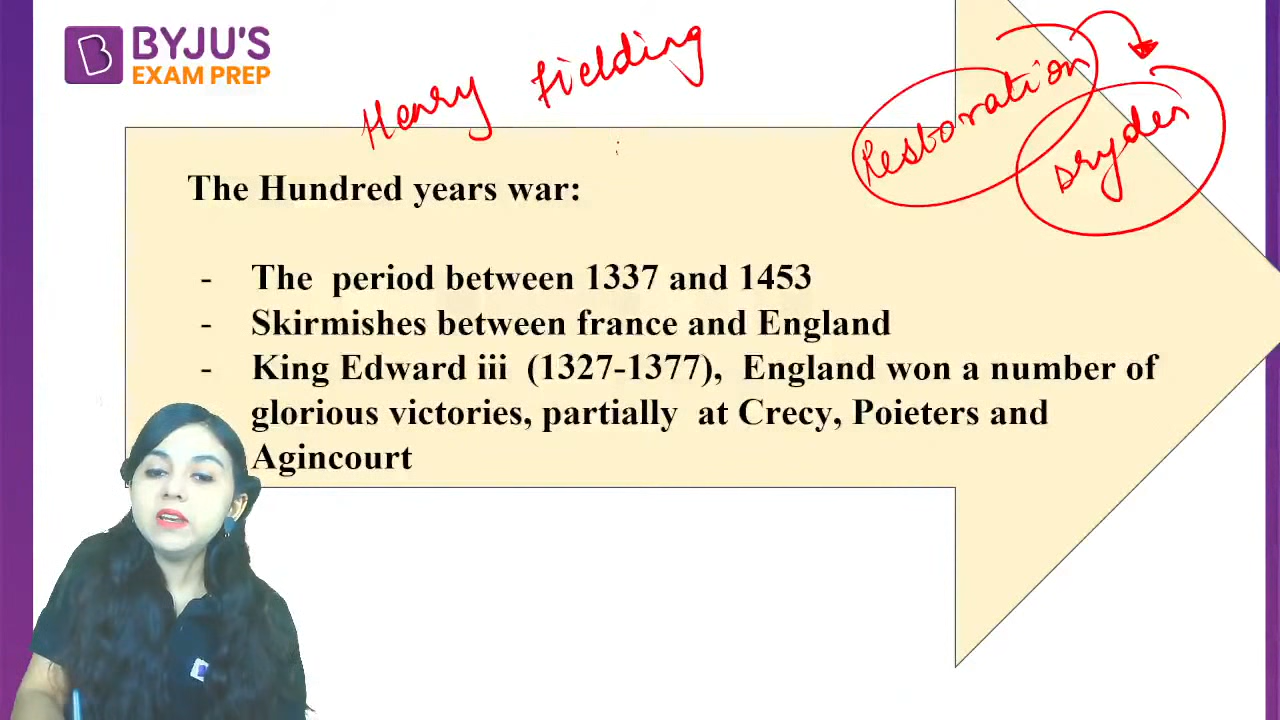 BYJU'S
EXAM PREP
Henry Fielding
Restoration
Dryden
The Hundred years war:
- The period between 1337 and 1453
- Skirmishes between france and England
- King Edward iii (1327-1377), England won a number of
glorious victories, partially at Crecy, Poieters and
Agincourt